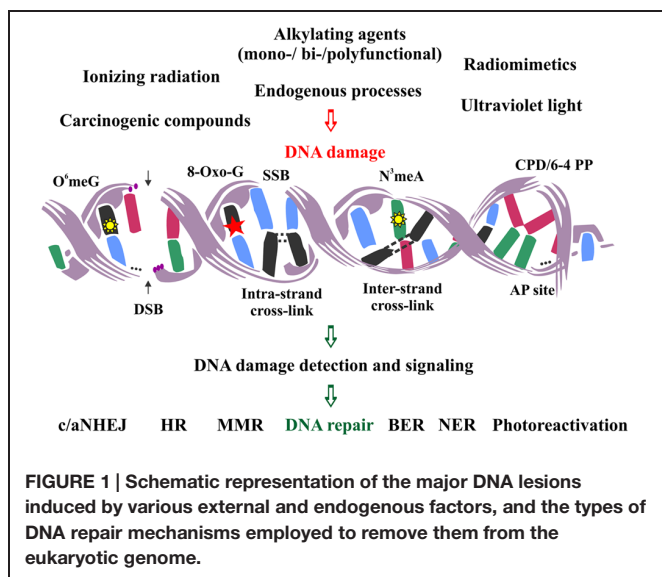 Alkylating agents
(mono-/ bi-/polyfunctional)
Ionizing radiation
Radiomimetics
Endogenous processes
Ultraviolet light
Carcinogenic compounds
DNA damage
O⁶meG
8-Oxo-G
SSB
N³meA
CPD/6-4 PP
DSB
Intra-strand
cross-link
Inter-strand
cross-link
AP site
DNA damage detection and signaling
c/aNHEJ HR MMR DNA repair BER NER Photoreactivation
FIGURE 1 | Schematic representation of the major DNA lesions
induced by various external and endogenous factors, and the types of
DNA repair mechanisms employed to remove them from the
eukaryotic genome.